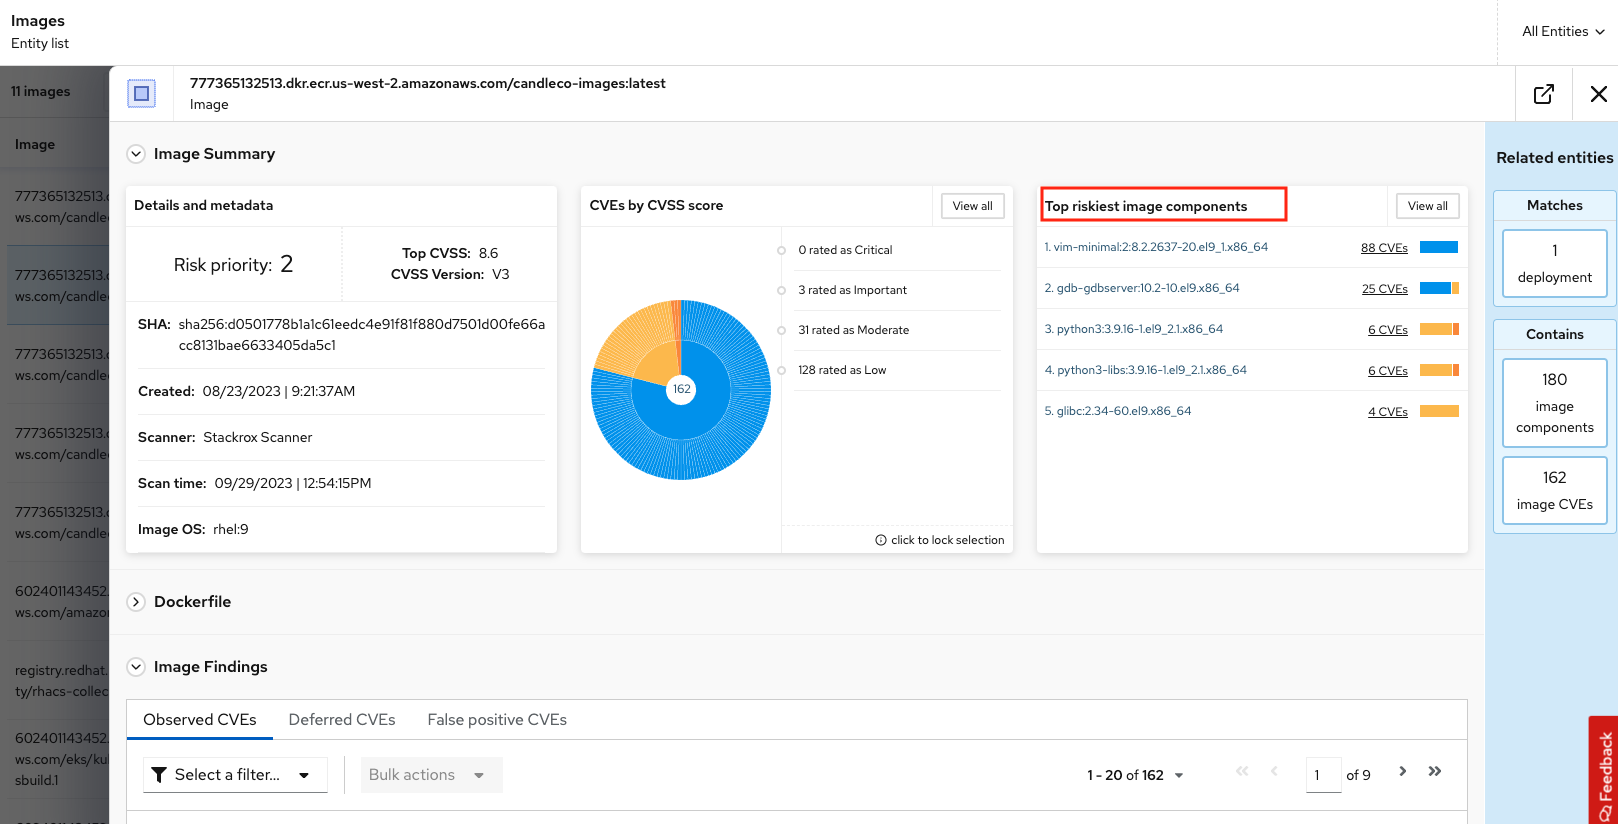 Images
Entity list
All Entities
11 images
Image
777365132513.d
ws.com/candlec
777365132513.d
ws.com/candlec
777365132513.d
ws.com/candlec
777365132513.d
ws.com/candlec
777365132513.d
ws.com/candlec
602401143452.
ws.com/amazon
registry.redhat.
ty/rhacs-collec
602401143452.
ws.com/eks/ku
sbuild.1
777365132513.dkr.ecr.us-west-2.amazonaws.com/candleco-images:latest
Image
Image Summary
Details and metadata
Risk priority: 2
Top CVSS: 8.6
CVSS Version: V3
SHA: sha256:d0501778b1a1c61eedc4e91f81f880d7501d00fe66a
cc8131bae6633405da5c1
Created: 08/23/2023 | 9:21:37AM
Scanner: Stackrox Scanner
Scan time: 09/29/2023 | 12:54:15PM
Image OS: rhel:9
CVEs by CVSS score
View all
162
0 rated as Critical
3 rated as Important
31 rated as Moderate
128 rated as Low
click to lock selection
Top riskiest image components
View all
1. vim-minimal:2:8.2.2637-20.el9_1.x86_64 88 CVEs
2. gdb-gdbserver:10.2-10.el9.x86_64 25 CVEs
3. python3:3.9.16-1.el9_2.1.x86_64 6 CVEs
4. python3-libs:3.9.16-1.el9_2.1.x86_64 6 CVEs
5. glibc:2.34-60.el9.x86_64 4 CVEs
Related entities
Matches
1
deployment
Contains
180
image
components
162
image CVEs
Dockerfile
Image Findings
Observed CVEs Deferred CVEs False positive CVEs
Select a filter... Bulk actions 1 - 20 of 162 1 of 9
Feedback